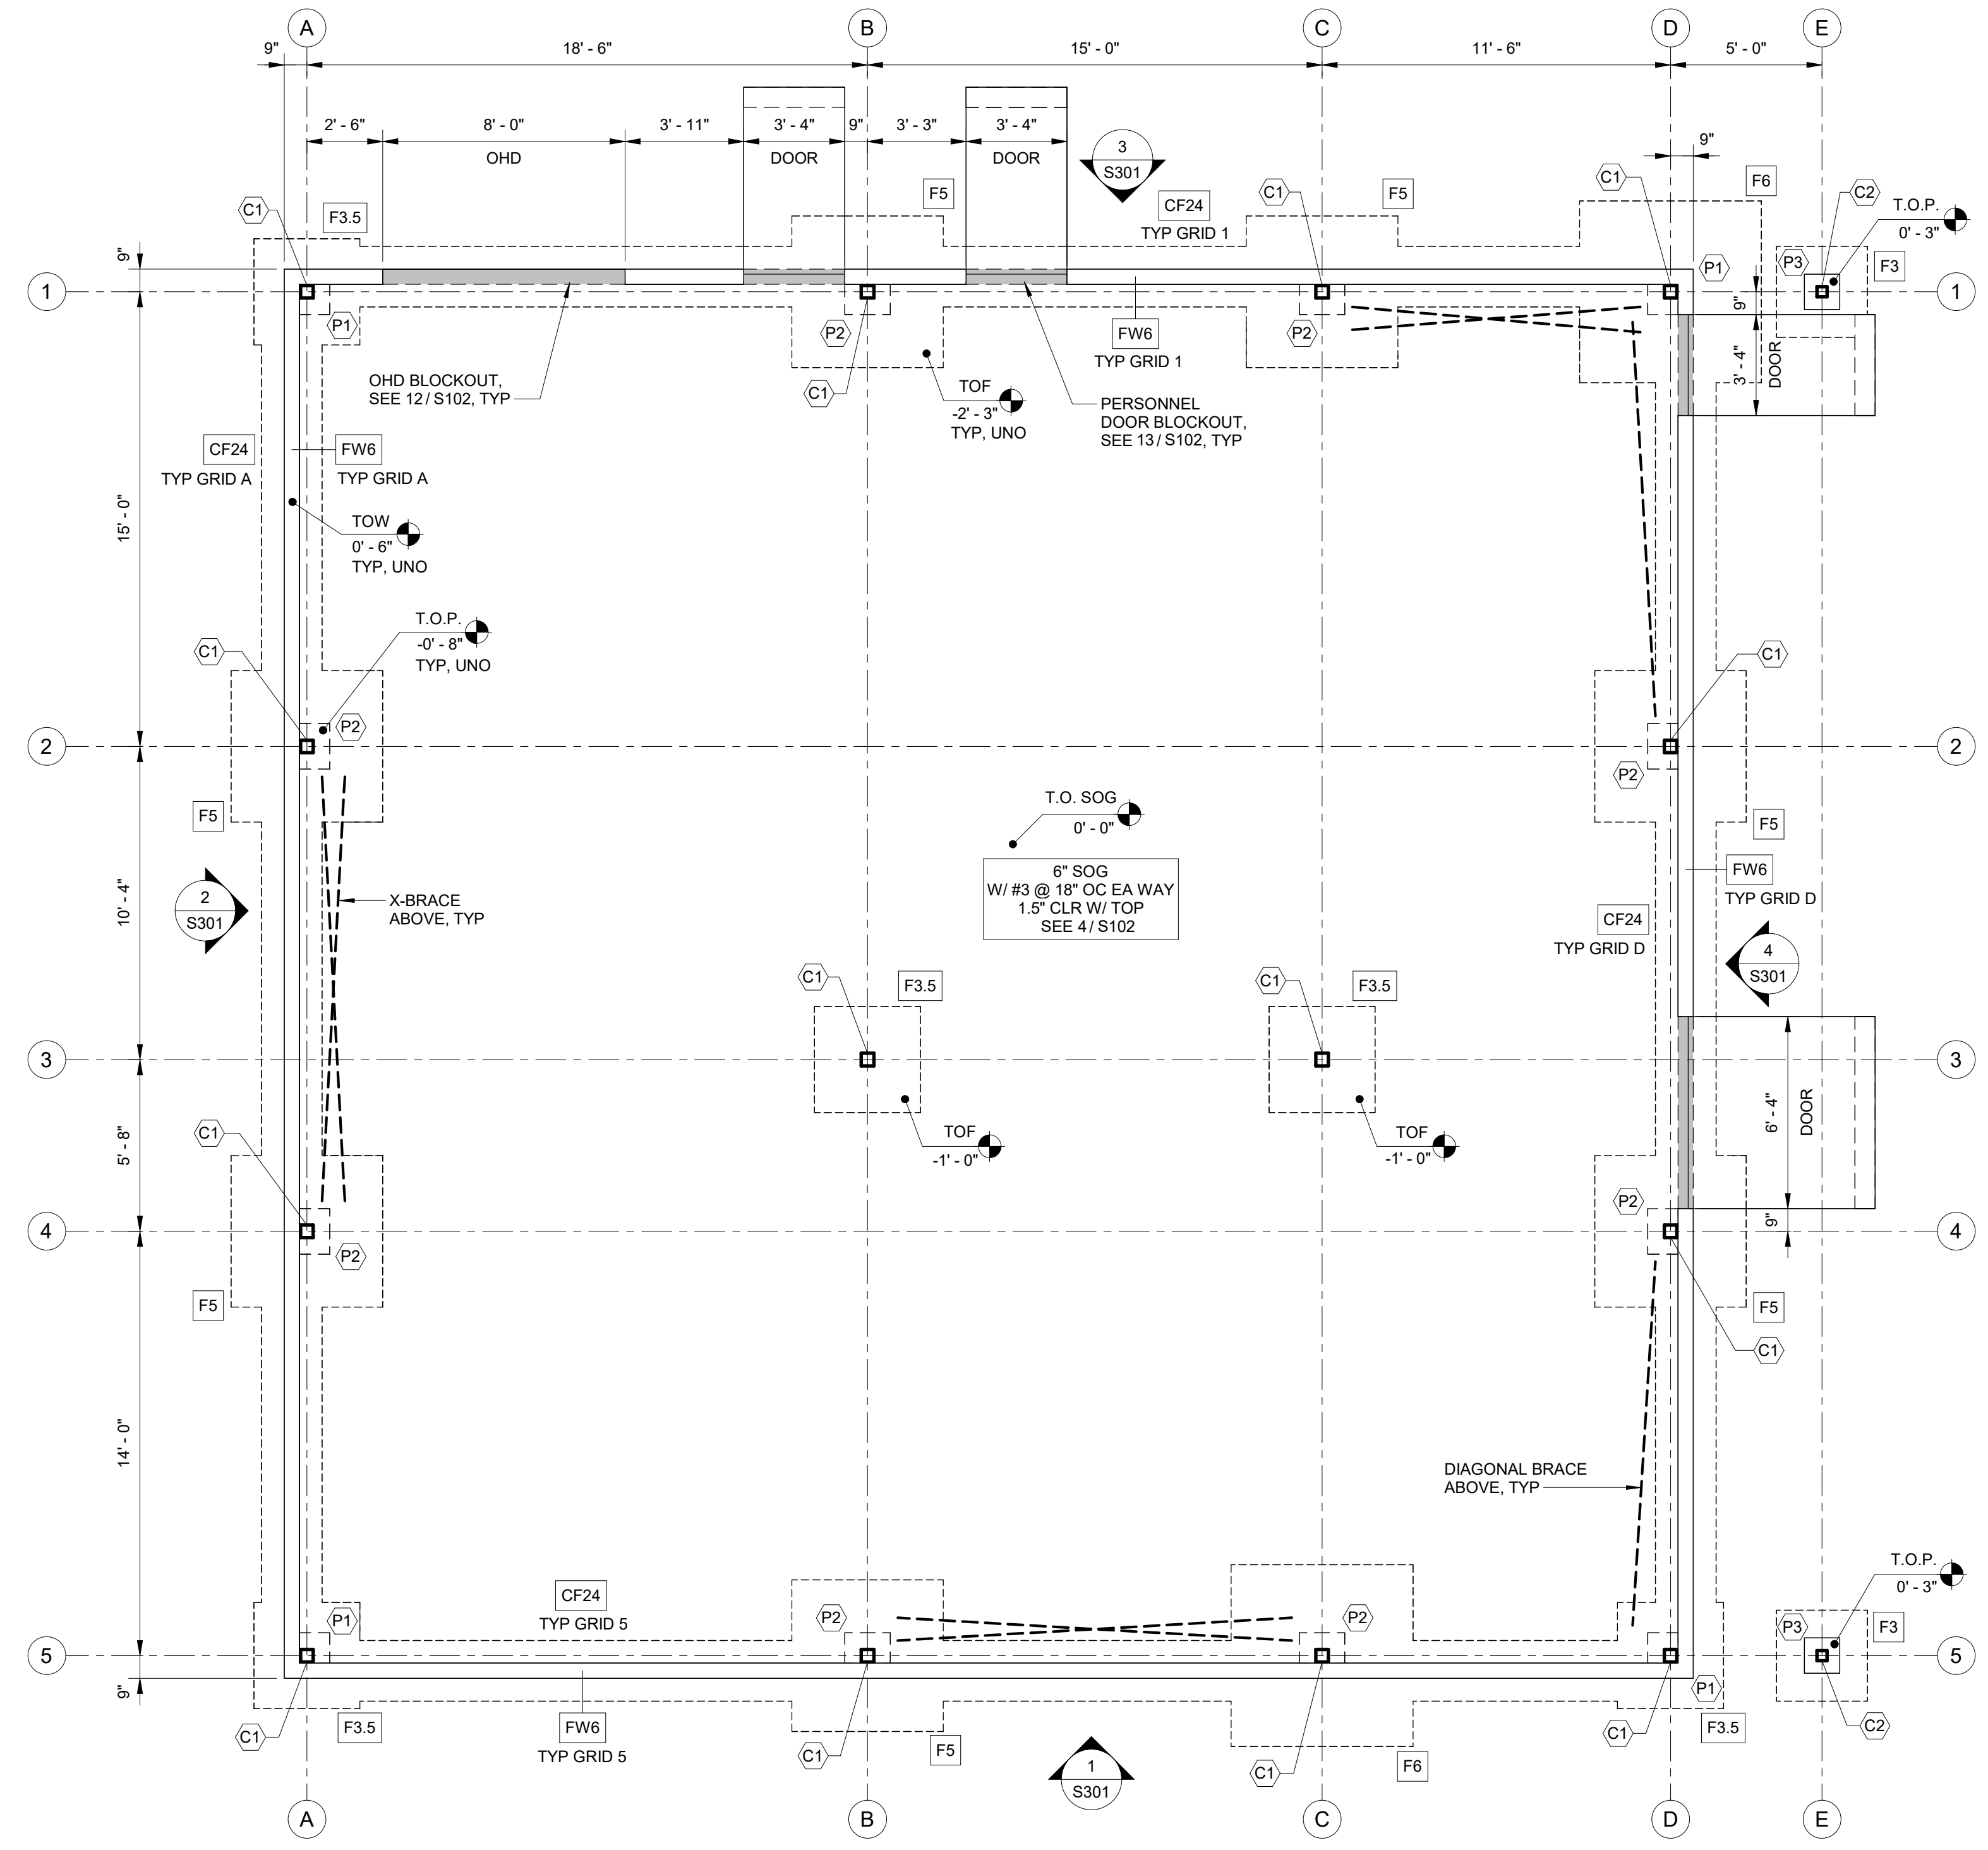 A
B
C
D
E
9"
18' - 6"
15' - 0"
11' - 6"
5' - 0"
2' - 6"
8' - 0"
3' - 11"
3' - 4"
9"
3' - 3"
3' - 4"
OHD
DOOR
DOOR
3
S301
9"
C1
F3.5
F5
CF24
TYP GRID 1
C1
F5
C1
F6
C2
T.O.P.
0' - 3"
9"
P1
P3
F3
1
1
P1
P2
FW6
TYP GRID 1
P2
9"
3' - 4"
DOOR
OHD BLOCKOUT,
SEE 12 / S102, TYP
C1
TOF
-2' - 3"
TYP, UNO
PERSONNEL
DOOR BLOCKOUT,
SEE 13 / S102, TYP
CF24
TYP GRID A
FW6
TYP GRID A
15' - 0"
TOW
0' - 6"
TYP, UNO
T.O.P.
-0' - 8"
TYP, UNO
C1
C1
P2
2
2
P2
F5
T.O. SOG
0' - 0"
F5
6" SOG
W/ #3 @ 18" OC EA WAY
1.5" CLR W/ TOP
SEE 4 / S102
FW6
TYP GRID D
10' - 4"
2
S301
X-BRACE
ABOVE, TYP
CF24
TYP GRID D
4
S301
C1
F3.5
C1
F3.5
3
3
5' - 8"
C1
TOF
-1' - 0"
TOF
-1' - 0"
6' - 4"
DOOR
P2
4
9"
4
P2
F5
F5
C1
14' - 0"
DIAGONAL BRACE
ABOVE, TYP
T.O.P.
0' - 3"
CF24
TYP GRID 5
P1
P2
P2
P3
F3
5
5
9"
P1
C1
F3.5
FW6
TYP GRID 5
C1
F5
1
S301
C1
F6
C1
F3.5
C2
A
B
C
D
E